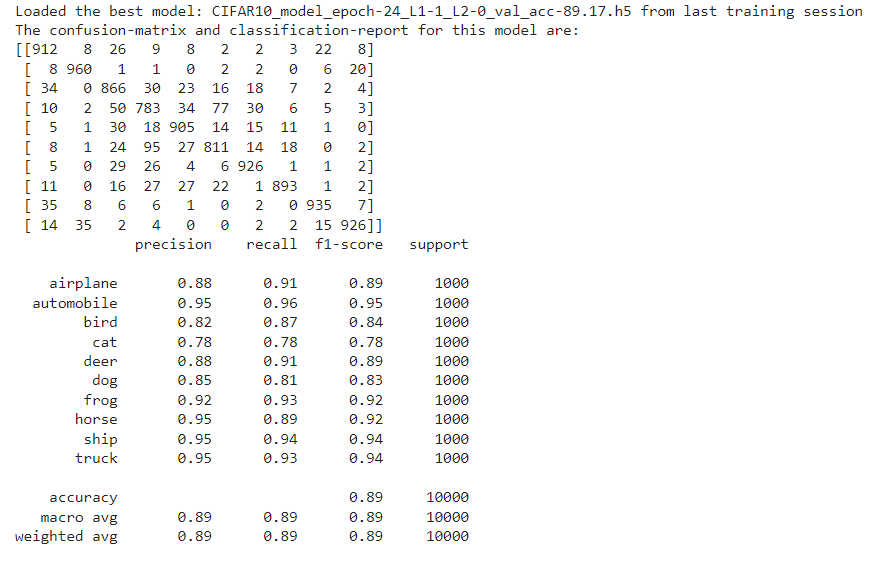 Loaded the best model: CIFAR10_model_epoch-24_L1-1_L2-0_val_acc-89.17.h5 from last training session
The confusion-matrix and classification-report for this model are:
[[912   8  26   9   8   2   2   3  22   8]
 [  8 960   1   1   0   2   2   0   6  20]
 [ 34   0 866  30  23  16  18   7   2   4]
 [ 10   2  50 783  34  77  30   6   5   3]
 [  5   1  30  18 905  14  15  11   1   0]
 [  8   1  24  95  27 811  14  18   0   2]
 [  5   0  29  26   4   6 926   1   1   2]
 [ 11   0  16  27  27  22   1 893   1   2]
 [ 35   8   6   6   1   0   2   0 935   7]
 [ 14  35   2   4   0   0   2   2  15 926]]
              precision    recall  f1-score   support
    airplane       0.88      0.91      0.89      1000
  automobile       0.95      0.96      0.95      1000
        bird       0.82      0.87      0.84      1000
         cat       0.78      0.78      0.78      1000
        deer       0.88      0.91      0.89      1000
         dog       0.85      0.81      0.83      1000
        frog       0.92      0.93      0.92      1000
       horse       0.95      0.89      0.92      1000
        ship       0.95      0.94      0.94      1000
       truck       0.95      0.93      0.94      1000
    accuracy                           0.89     10000
   macro avg       0.89      0.89      0.89     10000
weighted avg       0.89      0.89      0.89     10000